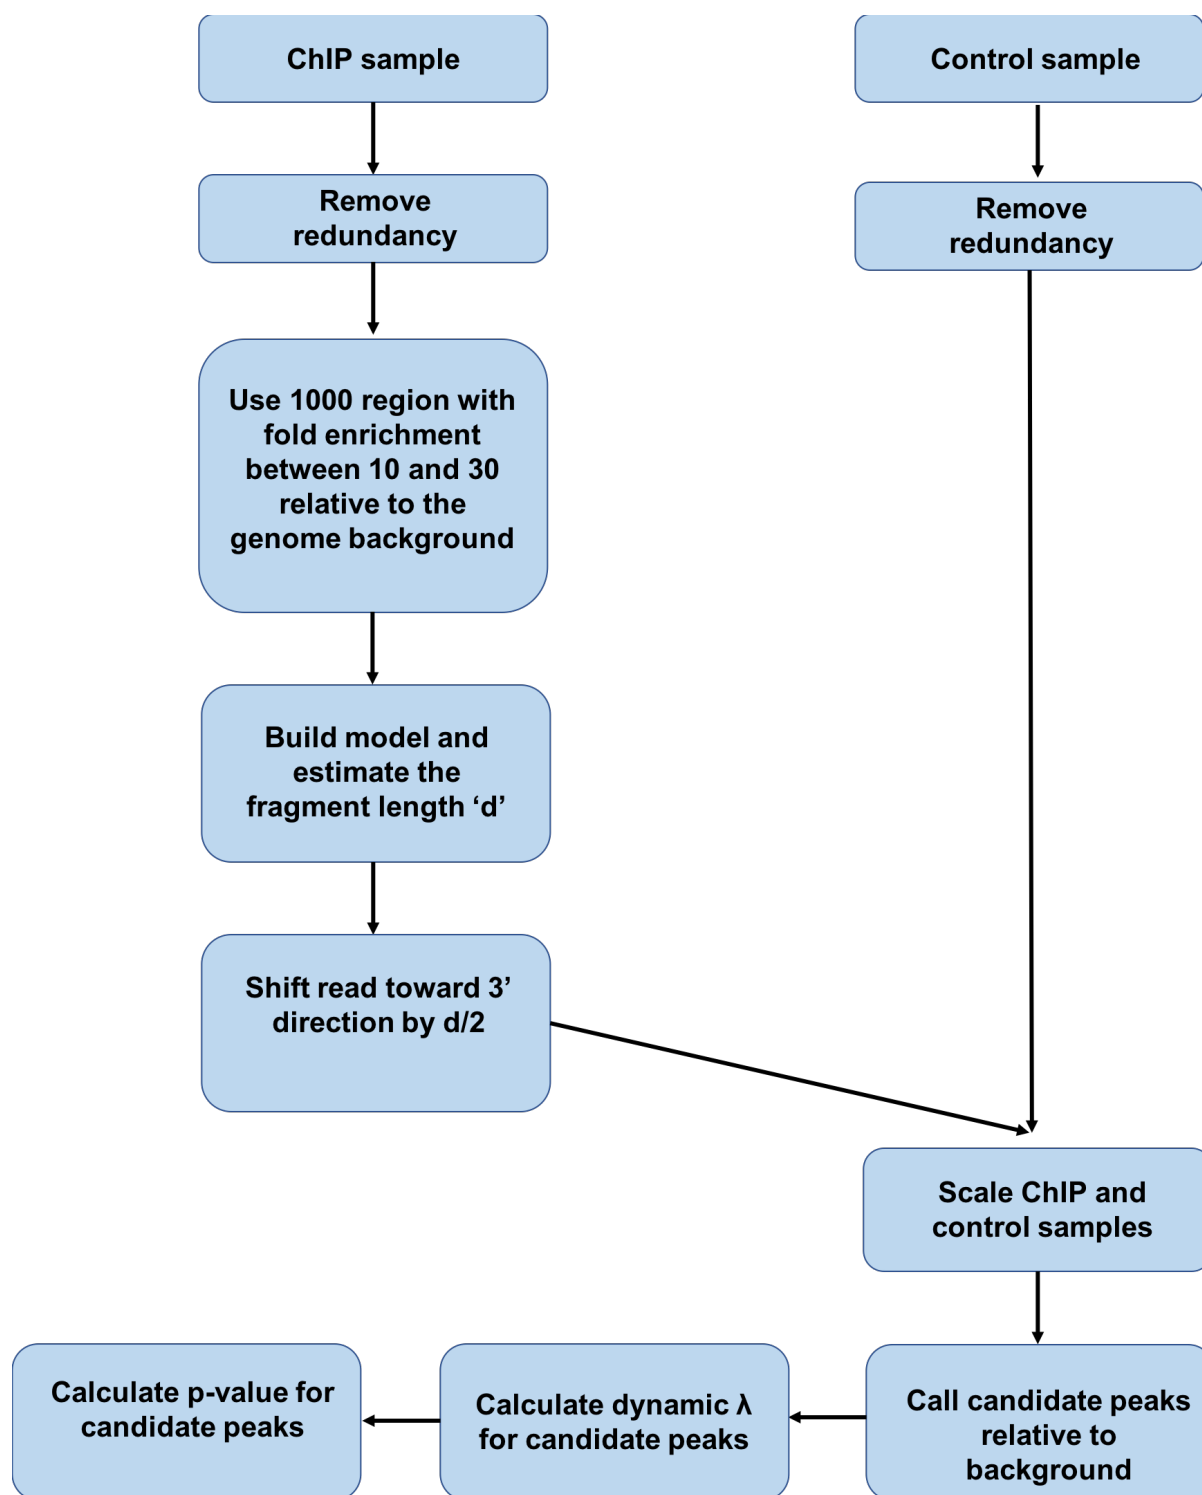 ChIP sample
Control sample
Remove
redundancy
Remove
redundancy
Use 1000 region with
fold enrichment
between 10 and 30
relative to the
genome background
Build model and
estimate the
fragment length ‘d’
Shift read toward 3’
direction by d/2
Scale ChIP and
control samples
Call candidate peaks
relative to
background
Calculate dynamic λ
for candidate peaks
Calculate p-value for
candidate peaks